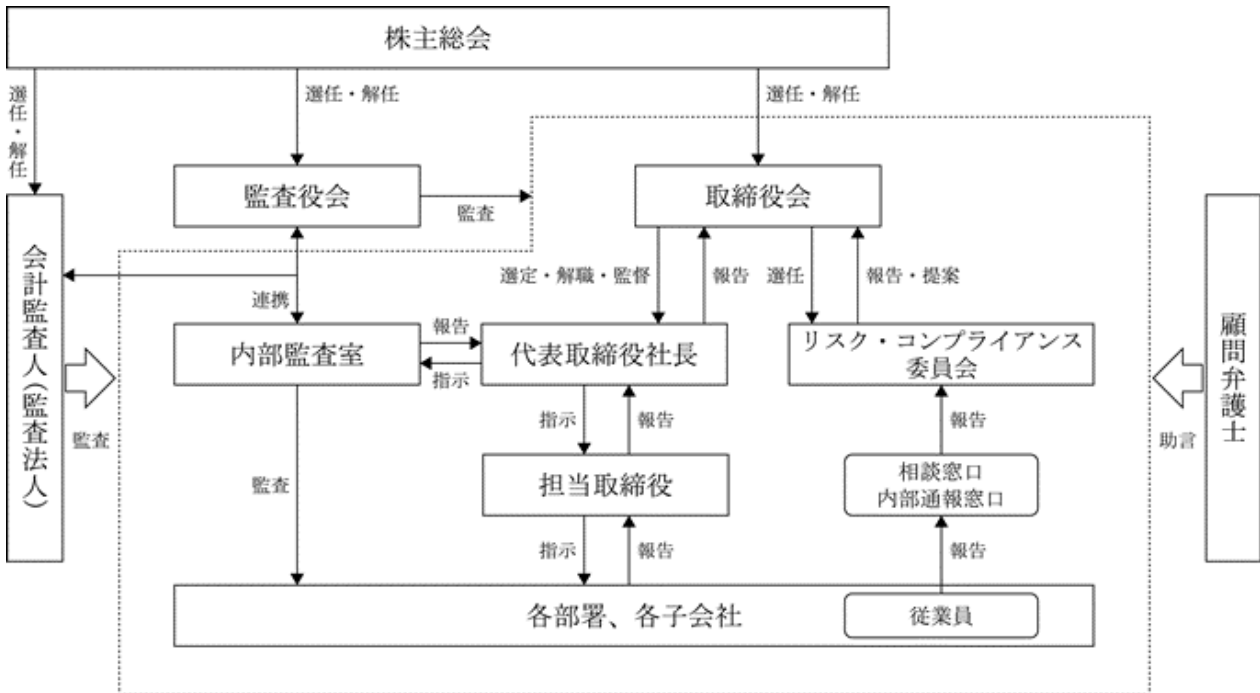 株主総会
選任・解任
選任・解任
選任・解任
監査役会
監査
取締役会
会計監査人(監査法人)
監査
連携
選定・解職・監督
報告
選任
報告・提案
顧問弁護士
助言
内部監査室
報告
指示
代表取締役社長
リスク・コンプライアンス
委員会
指示
報告
報告
監査
担当取締役
相談窓口
内部通報窓口
指示
報告
報告
各部署、各子会社
従業員